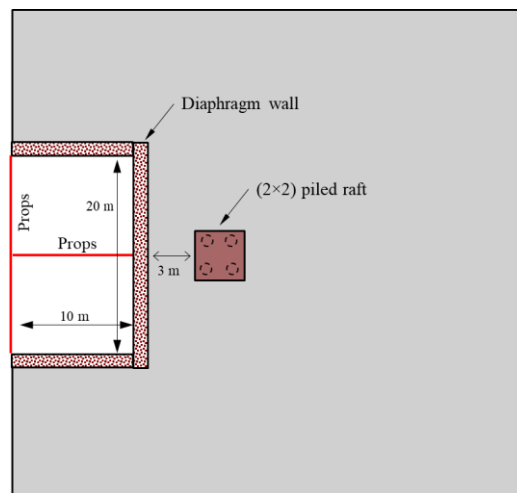 Diaphragm wall
(2×2) piled raft
Props
20 m
Props
3 m
10 m